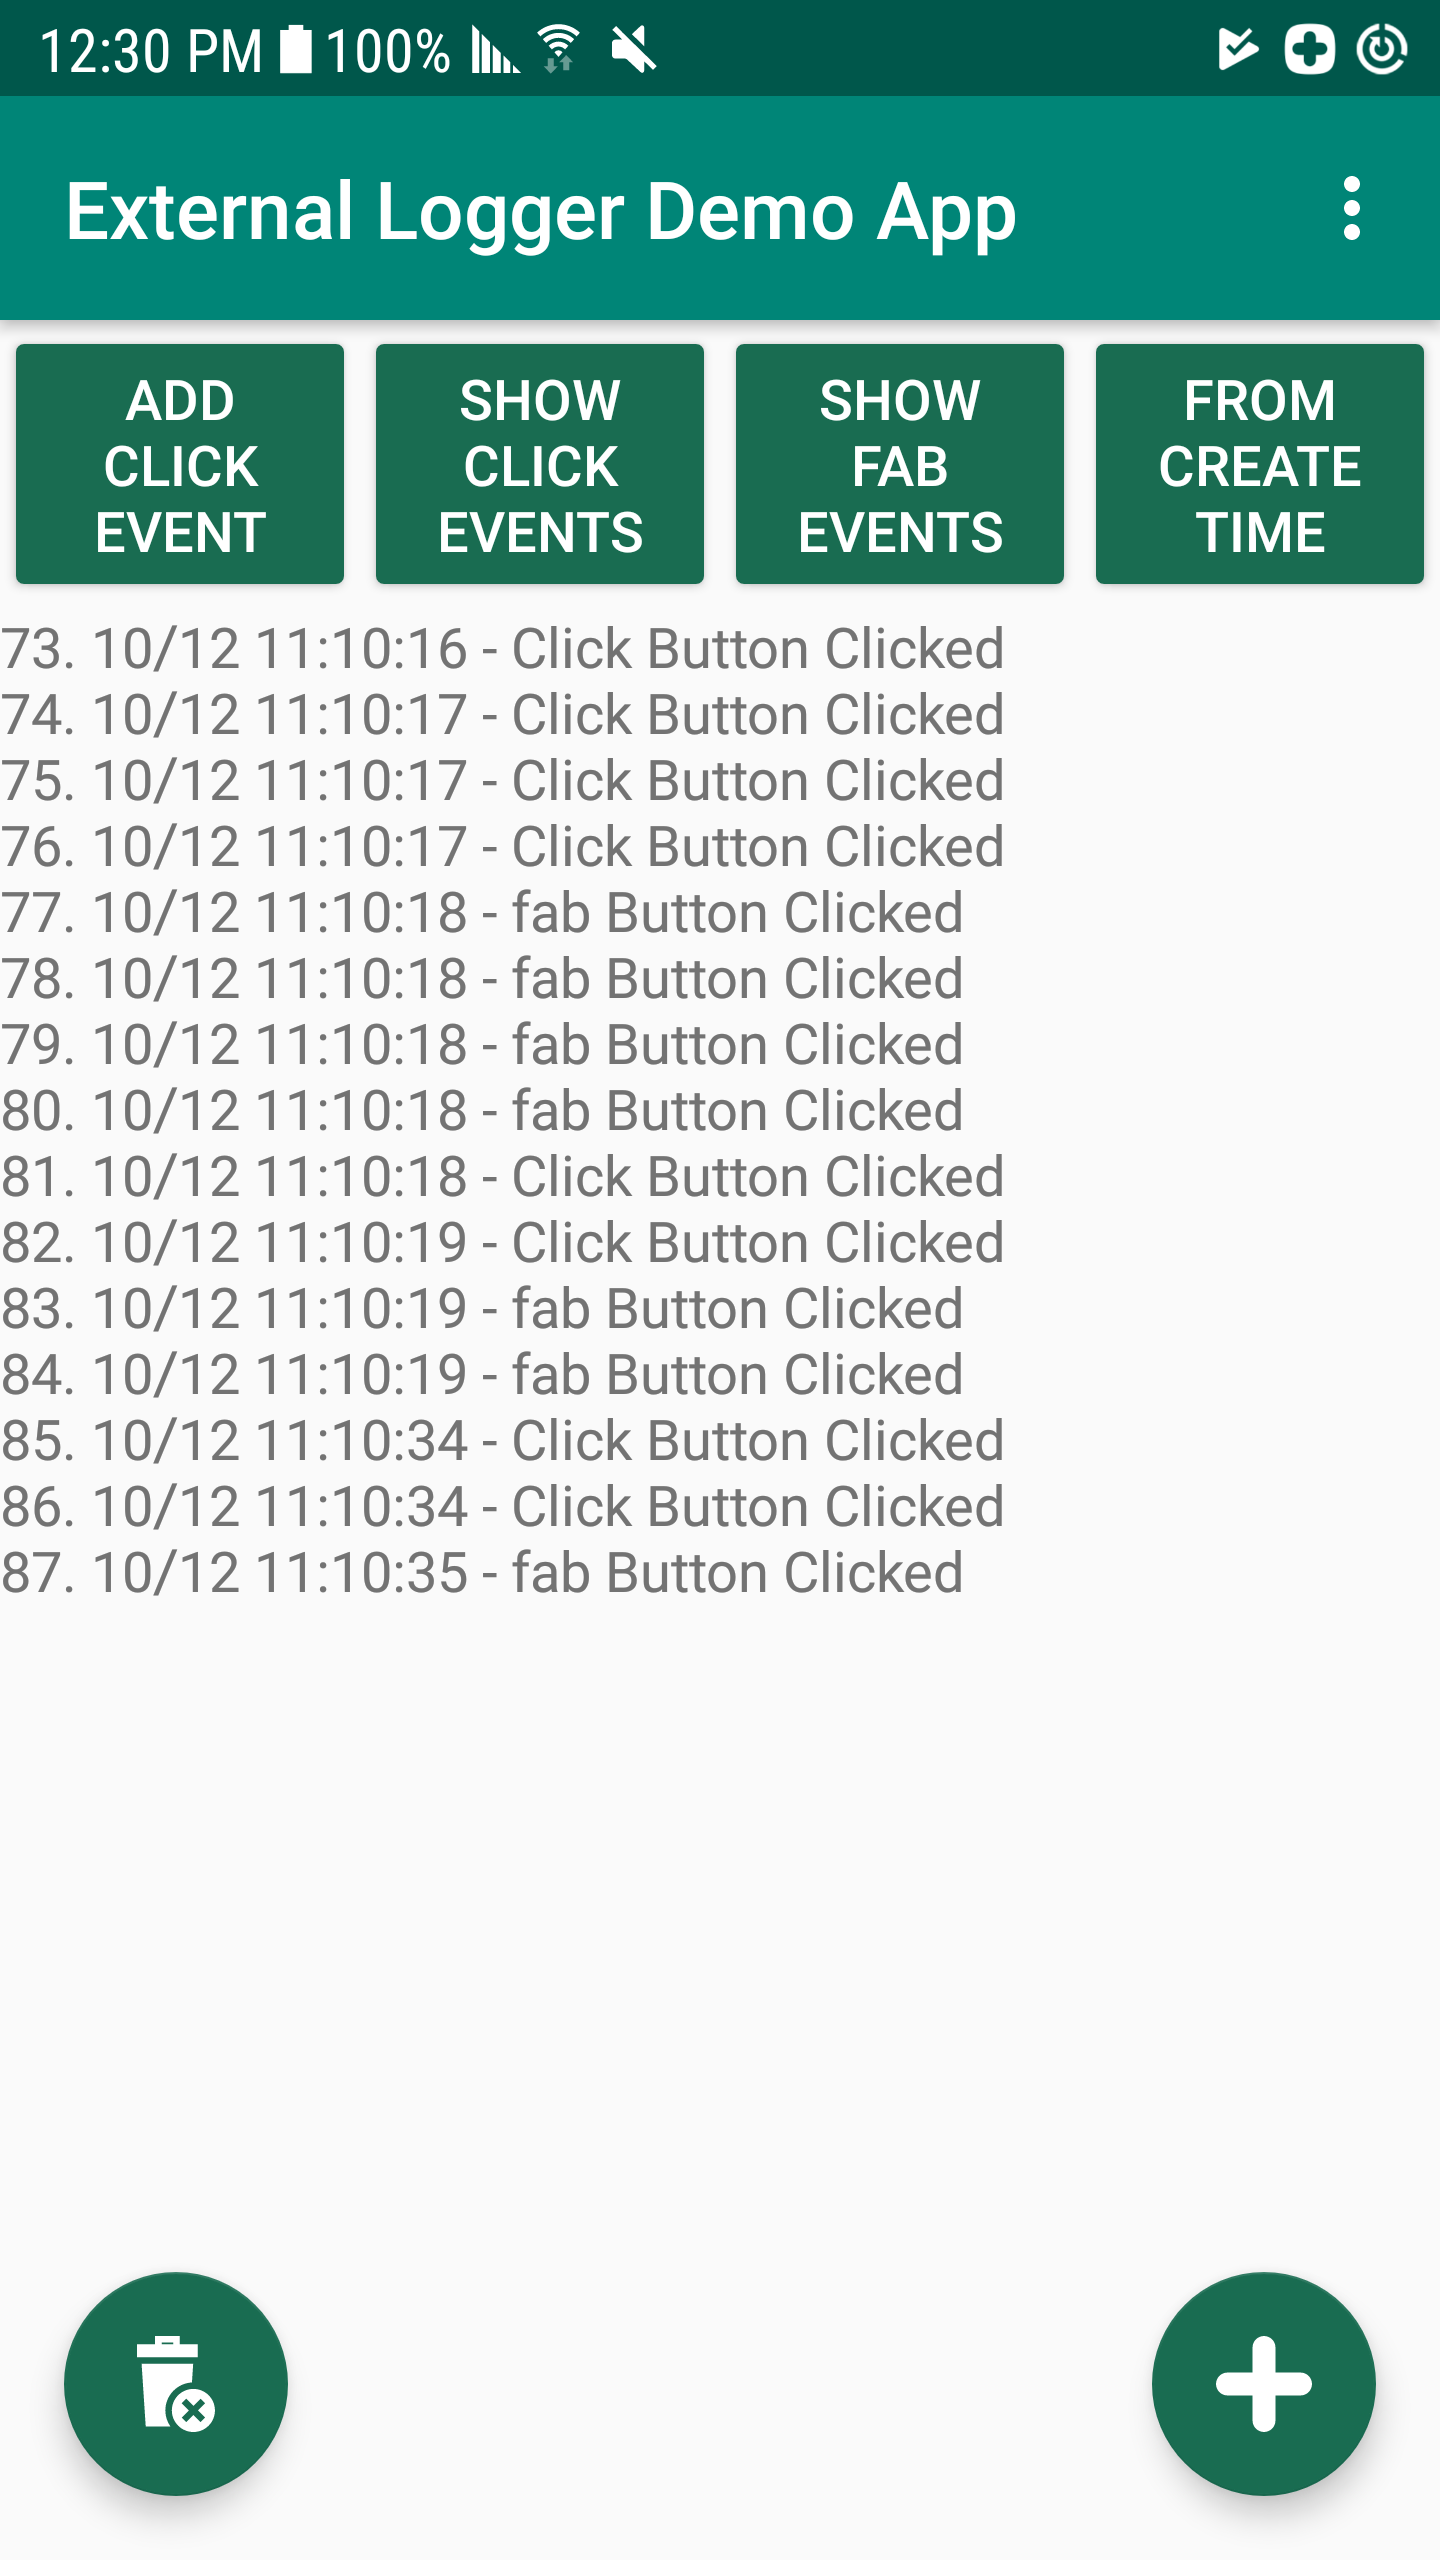 12:30 PM 100%
External Logger Demo App
ADD
CLICK
EVENT
SHOW
CLICK
EVENTS
SHOW
FAB
EVENTS
FROM
CREATE
TIME
73. 10/12 11:10:16 - Click Button Clicked
74. 10/12 11:10:17 - Click Button Clicked
75. 10/12 11:10:17 - Click Button Clicked
76. 10/12 11:10:17 - Click Button Clicked
77. 10/12 11:10:18 - fab Button Clicked
78. 10/12 11:10:18 - fab Button Clicked
79. 10/12 11:10:18 - fab Button Clicked
80. 10/12 11:10:18 - fab Button Clicked
81. 10/12 11:10:18 - Click Button Clicked
82. 10/12 11:10:19 - Click Button Clicked
83. 10/12 11:10:19 - fab Button Clicked
84. 10/12 11:10:19 - fab Button Clicked
85. 10/12 11:10:34 - Click Button Clicked
86. 10/12 11:10:34 - Click Button Clicked
87. 10/12 11:10:35 - fab Button Clicked